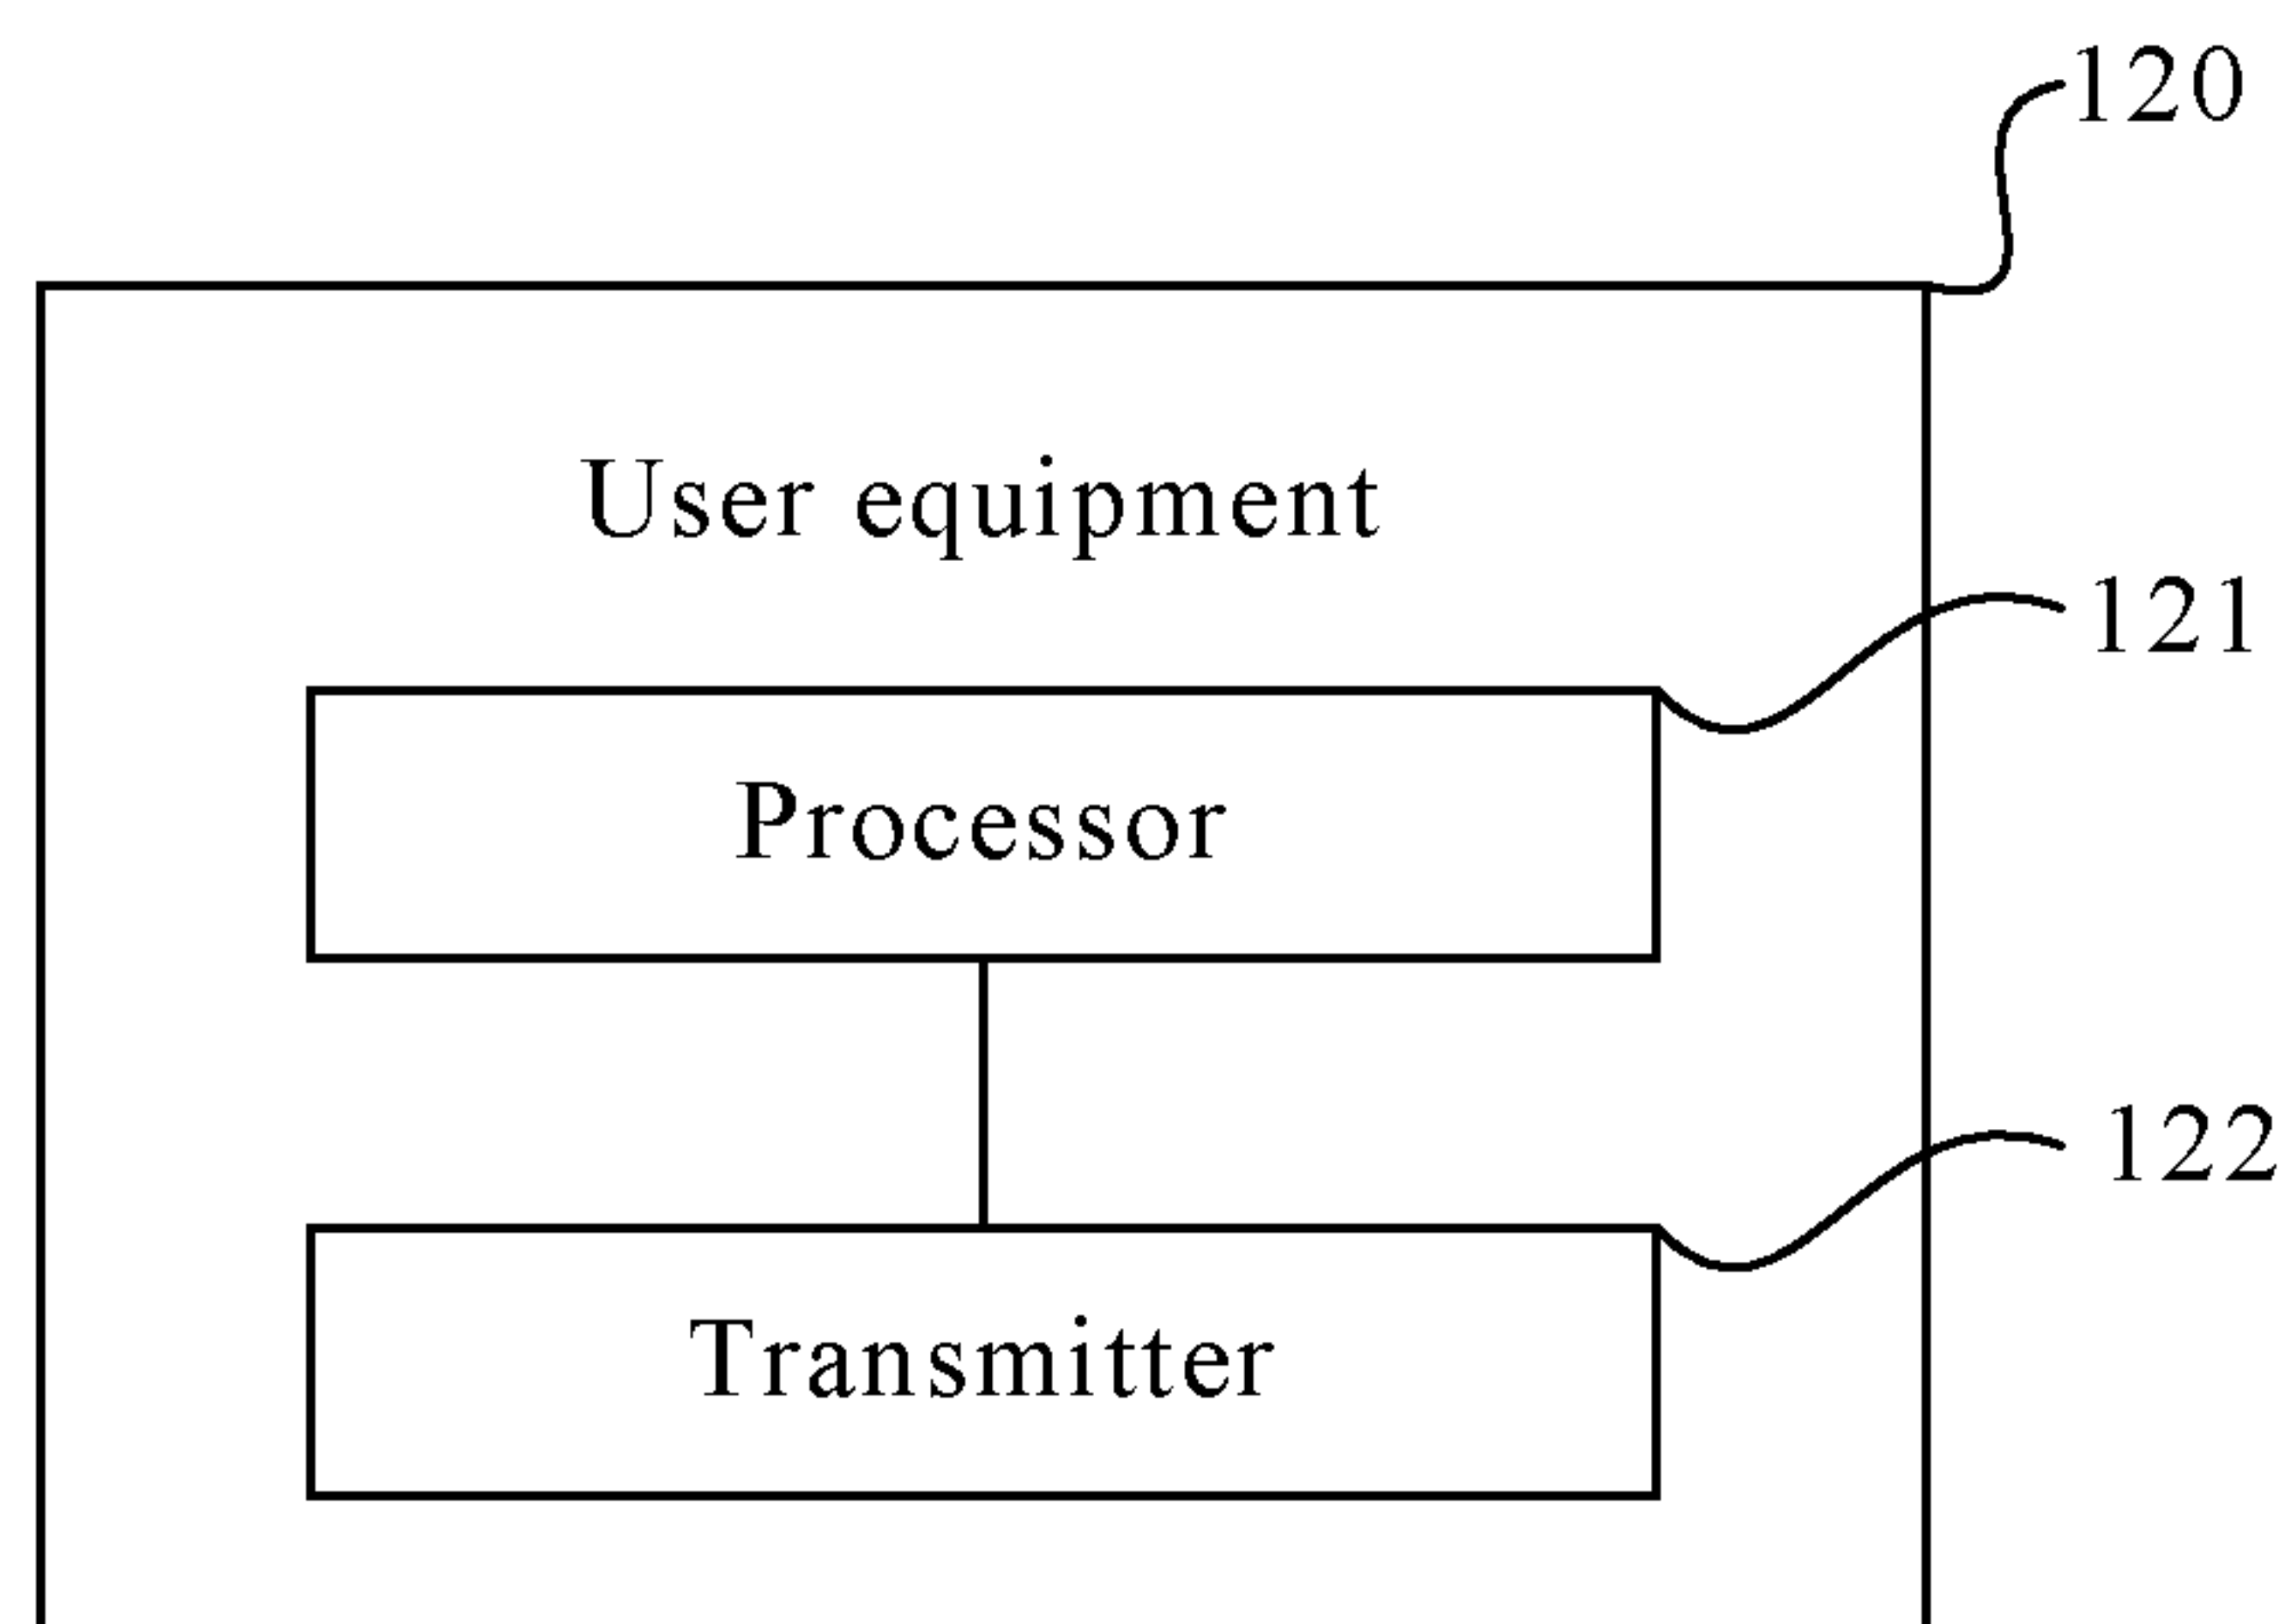 120
User equipment
121
Processor
122
Transmitter